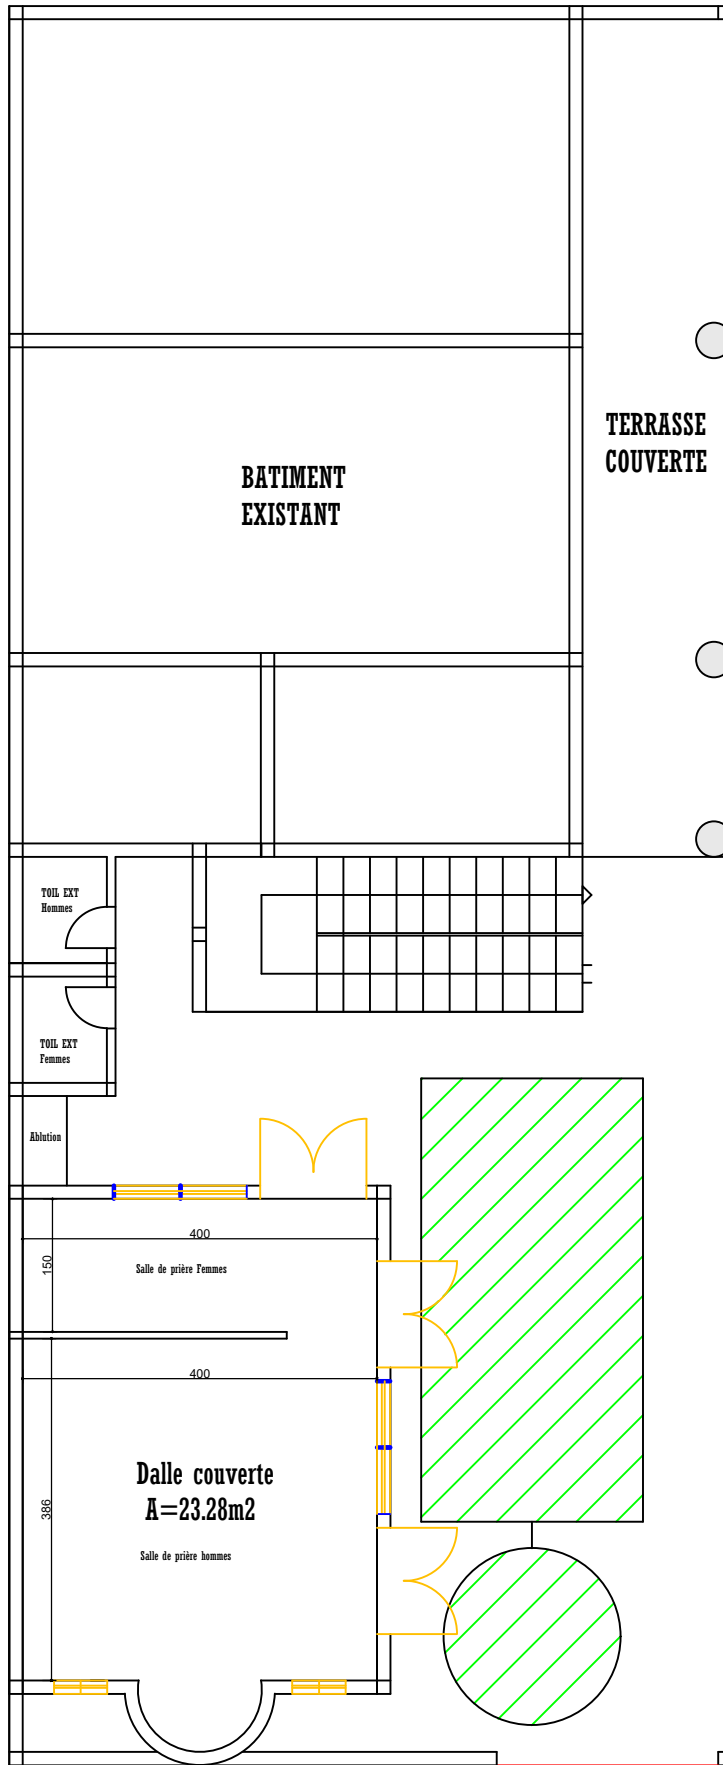 TERRASSE
COUVERTE
BATIMENT
EXISTANT
TOIL EXT
Hommes
TOIL EXT
Femmes
Ablution
400
150
Salle de prière Femmes
400
386
Dalle couverte
A=23.28m2
Salle de prière hommes